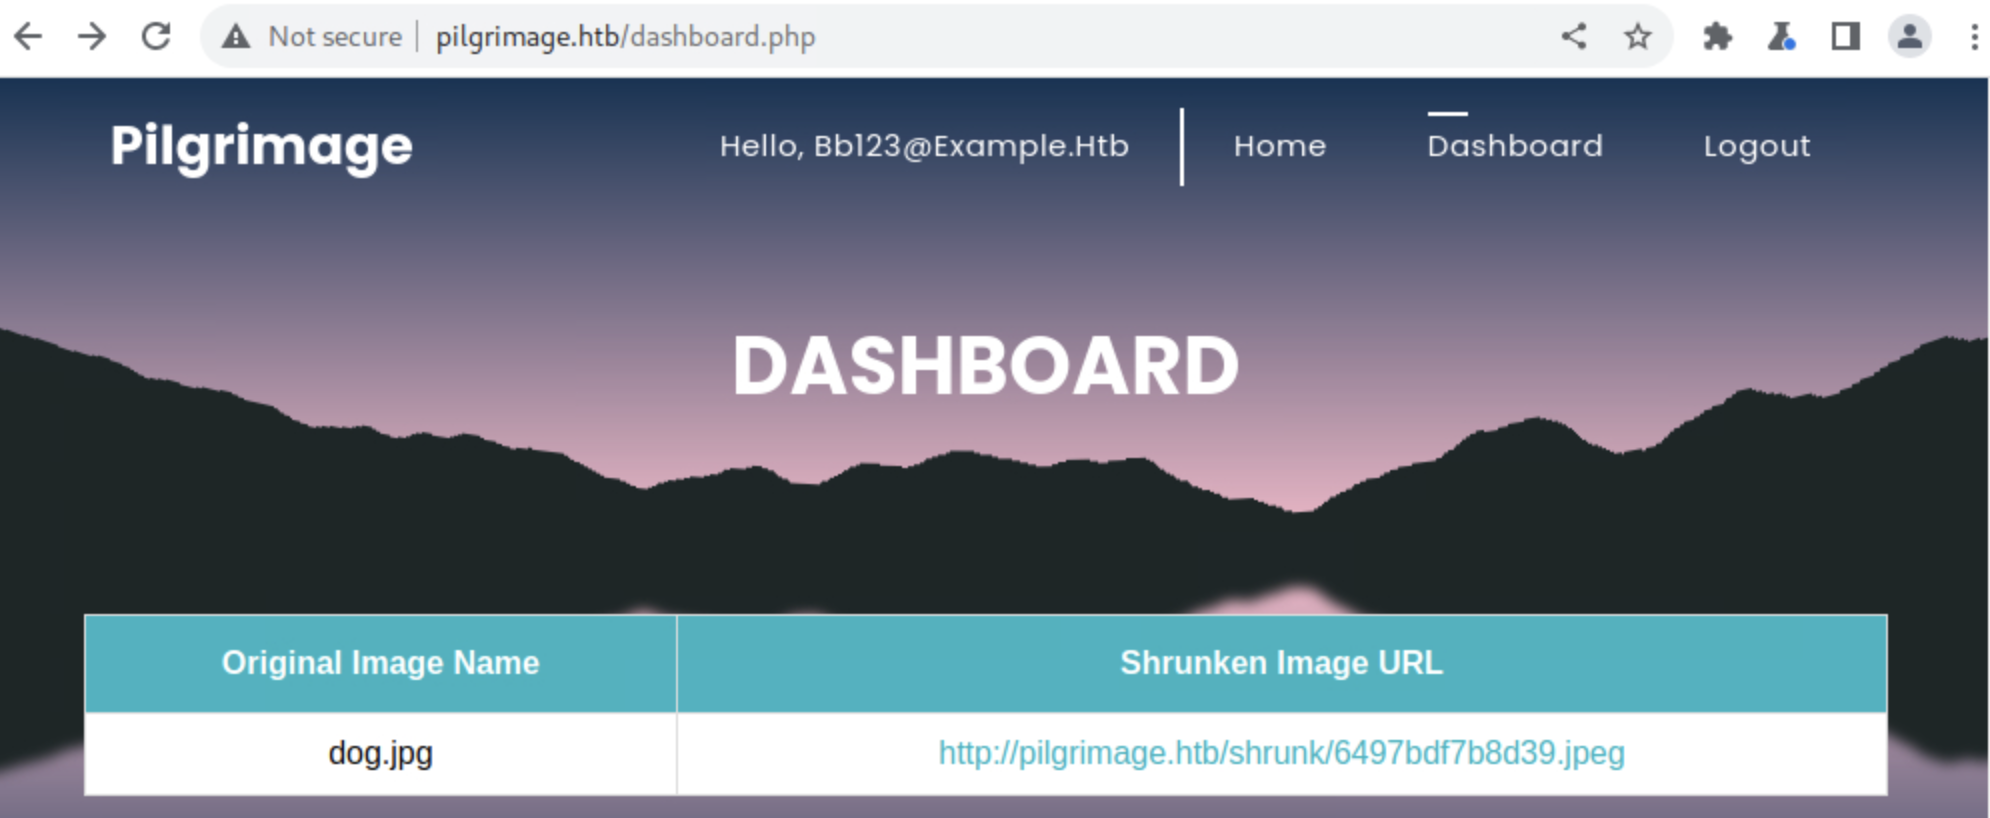 Not secure pilgrimage.htb/dashboard.php
Pilgrimage Hello, Bb123@Example.Htb Home Dashboard Logout
DASHBOARD
Original Image Name Shrunken Image URL
dog.jpg http://pilgrimage.htb/shrunk/6497bdf7b8d39.jpeg